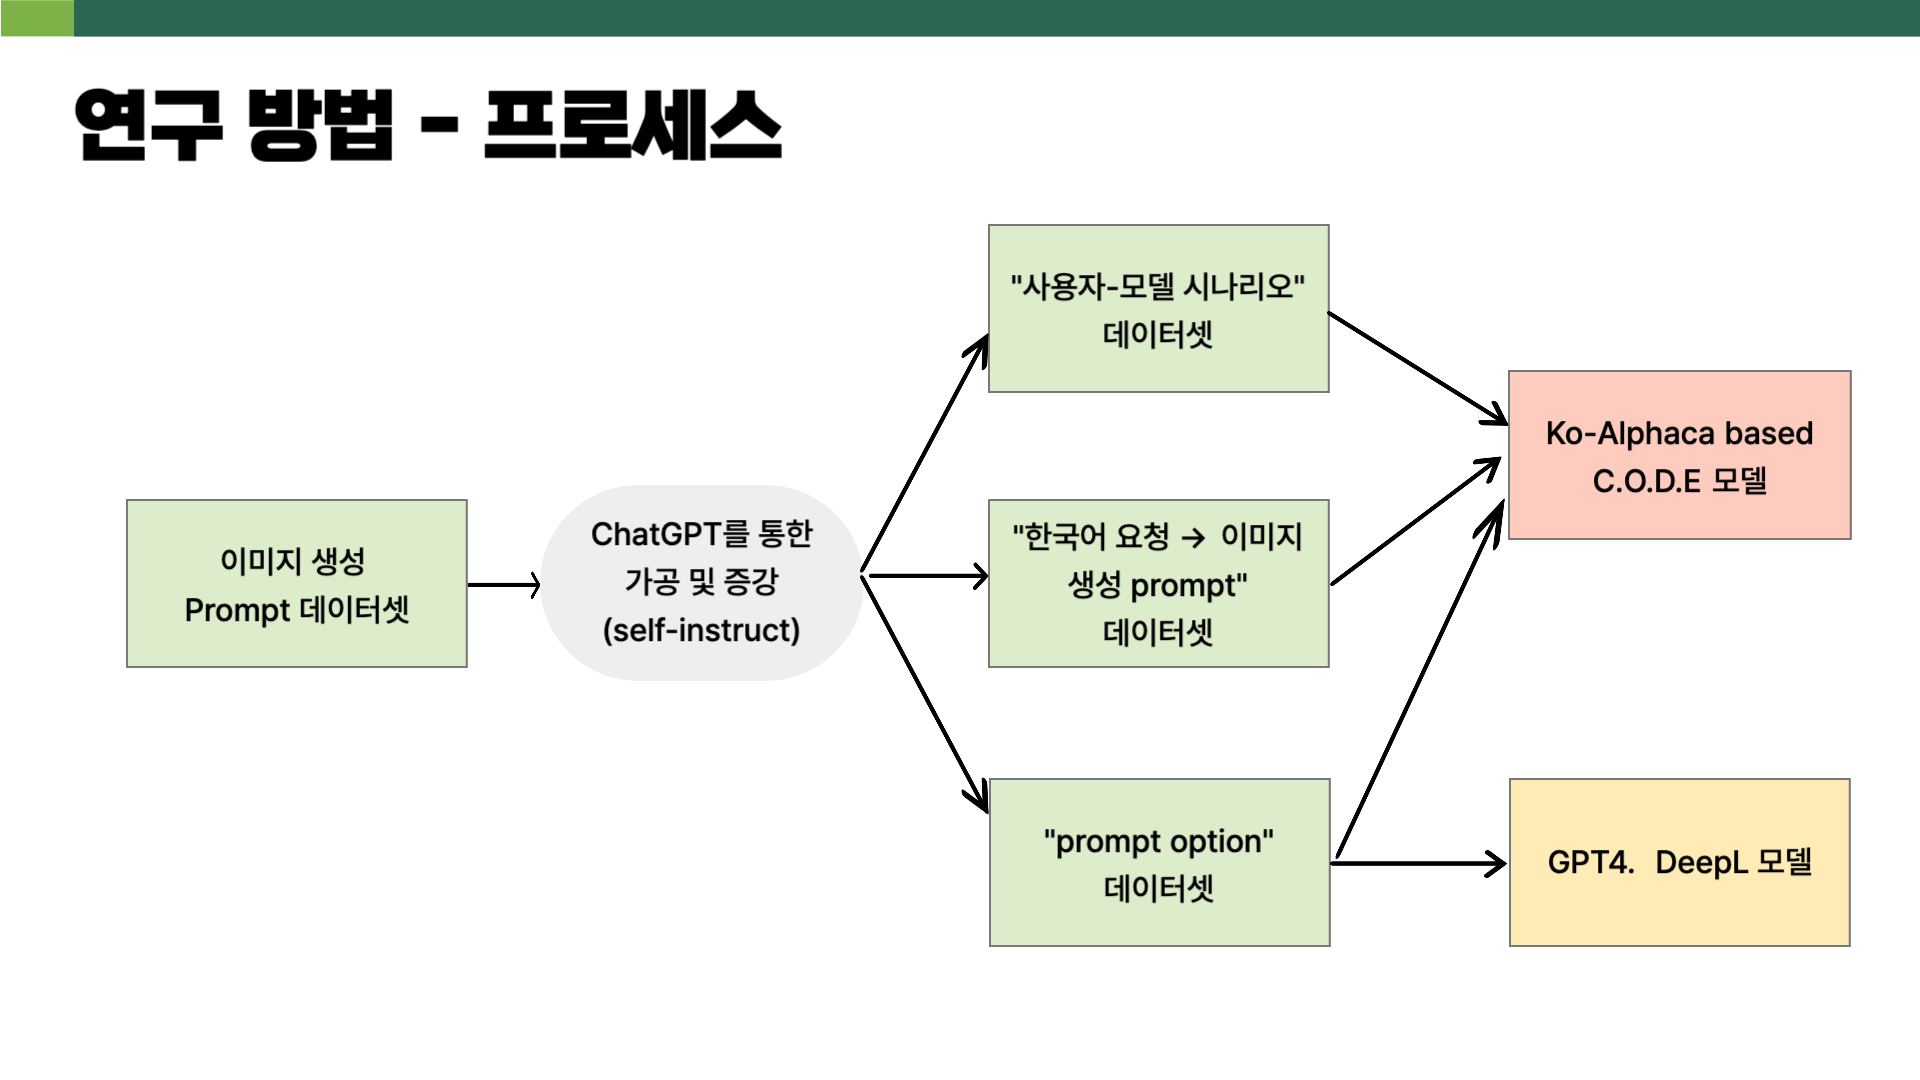 연구 방법 - 프로세스
이미지 생성
Prompt 데이터셋
ChatGPT를 통한
가공 및 증강
(self-instruct)
"사용자-모델 시나리오"
데이터셋
"한국어 요청 → 이미지
생성 prompt"
데이터셋
"prompt option"
데이터셋
Ko-Alphaca based
C.O.D.E 모델
GPT4. DeepL 모델